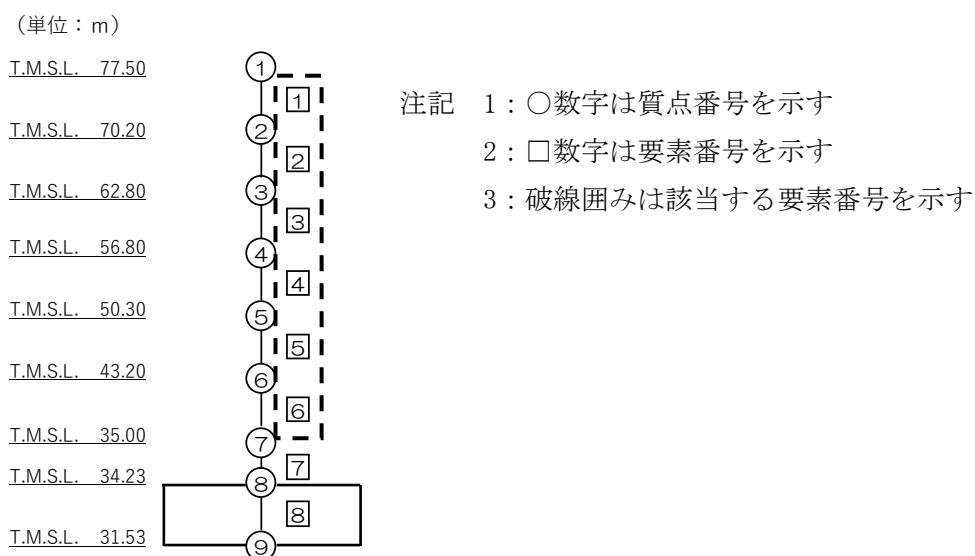 （単位：m）
T.M.S.L. 77.50
①
1
注記 1：○数字は質点番号を示す
T.M.S.L. 70.20
②
2
2：□数字は要素番号を示す
T.M.S.L. 62.80
③
3
3：破線囲みは該当する要素番号を示す
T.M.S.L. 56.80
④
4
T.M.S.L. 50.30
⑤
5
T.M.S.L. 43.20
⑥
6
T.M.S.L. 35.00
⑦
7
T.M.S.L. 34.23
⑧
8
T.M.S.L. 31.53
⑨